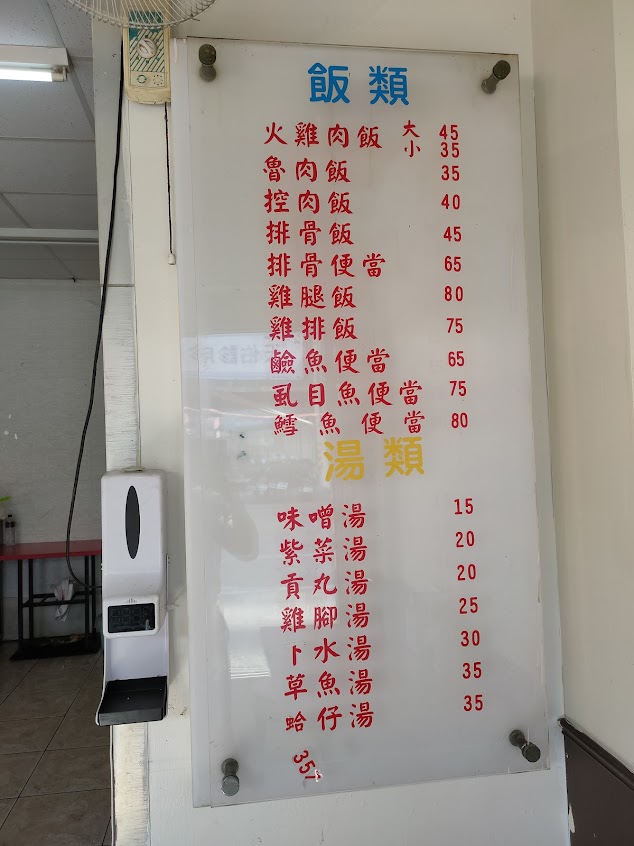 飯類
火雞肉飯 大 45
小 35
魯肉飯 35
控肉飯 40
排骨飯 45
排骨便當 65
雞腿飯 80
雞排飯 75
鹼魚便當 65
虱目魚便當 75
鱈魚便當 80
湯類
味噌湯 15
紫菜湯 20
貢丸湯 20
雞腳湯 25
卜水湯 30
草魚湯 35
蛤仔湯 35
35